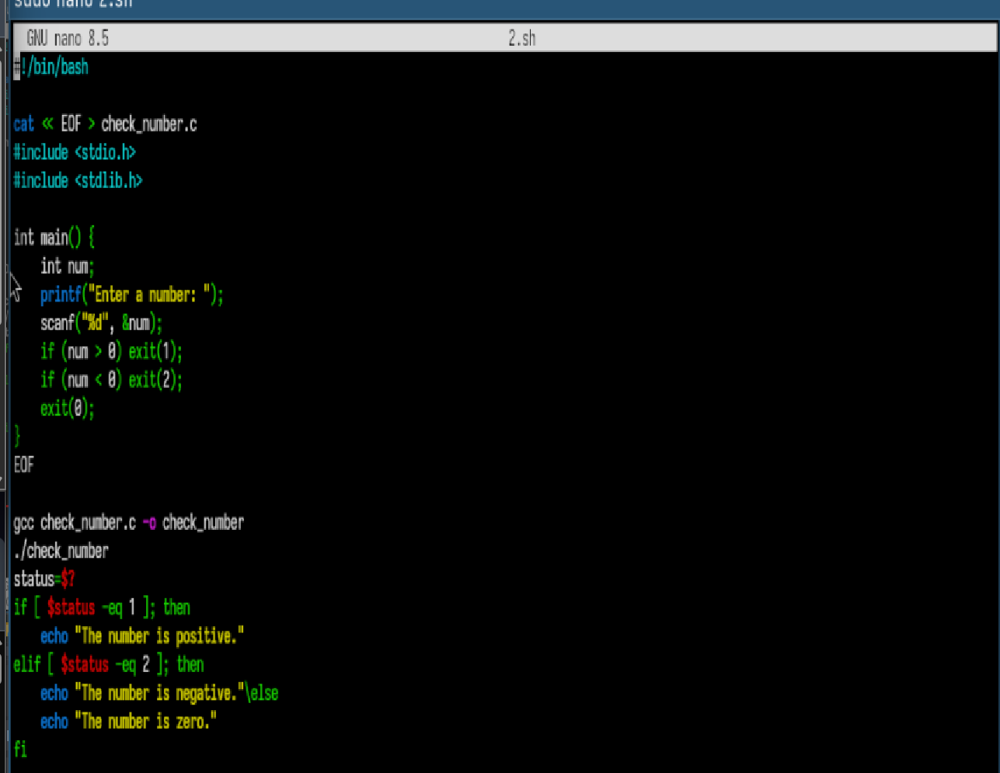 sudo nano 2.sh
GNU nano 8.5 2.sh
#!/bin/bash
cat << EOF > check_number.c
#include <stdio.h>
#include <stdlib.h>
int main() {
    int num;
    printf("Enter a number: ");
    scanf("%d", &num);
    if (num > 0) exit(1);
    if (num < 0) exit(2);
    exit(0);
}
EOF
gcc check_number.c -o check_number
./check_number
status=$?
if [ $status -eq 1 ]; then
    echo "The number is positive."
elif [ $status -eq 2 ]; then
    echo "The number is negative."\else
    echo "The number is zero."
fi